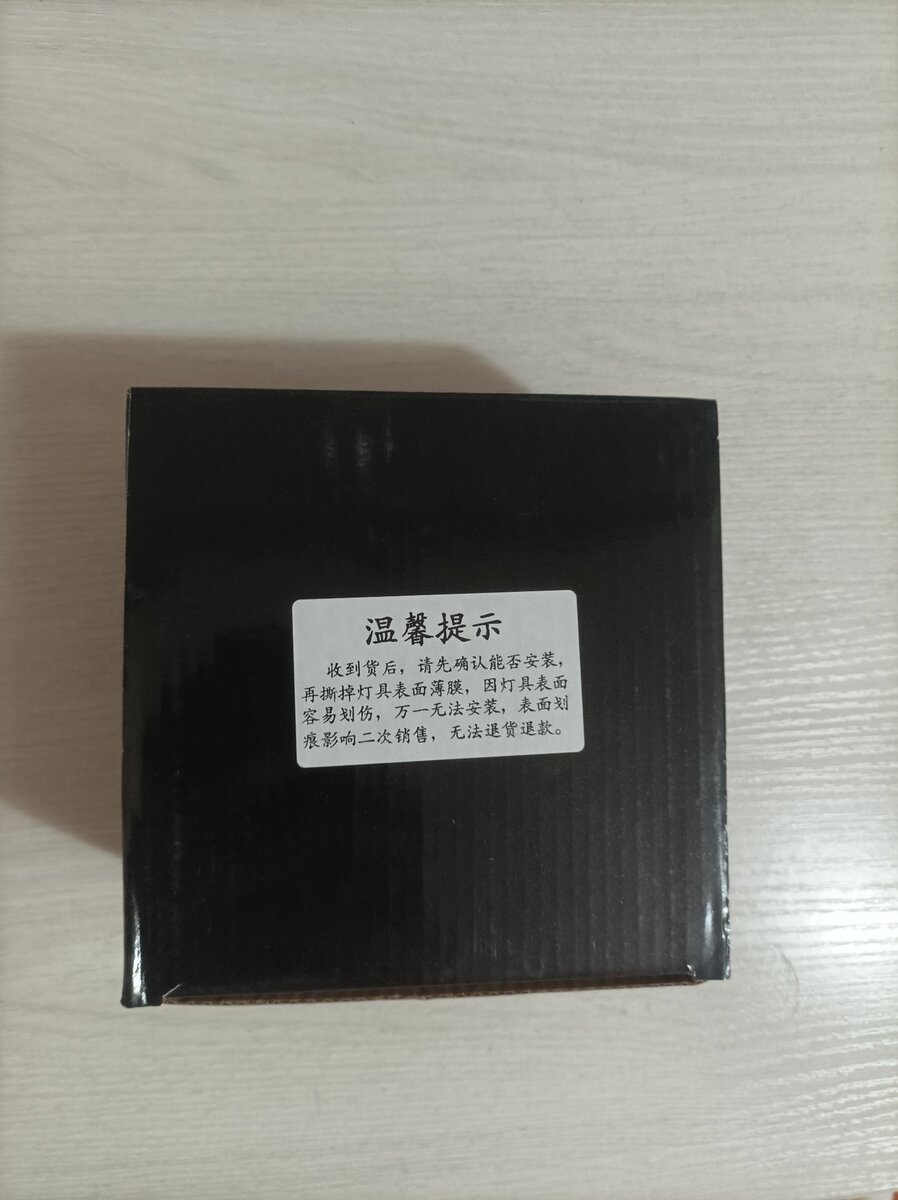 温馨提示
收到货后，请先确认能否安装，
再撕掉灯具表面薄膜，因灯具表面
容易划伤，万一无法安装，表面划
痕影响二次销售，无法退货退款。